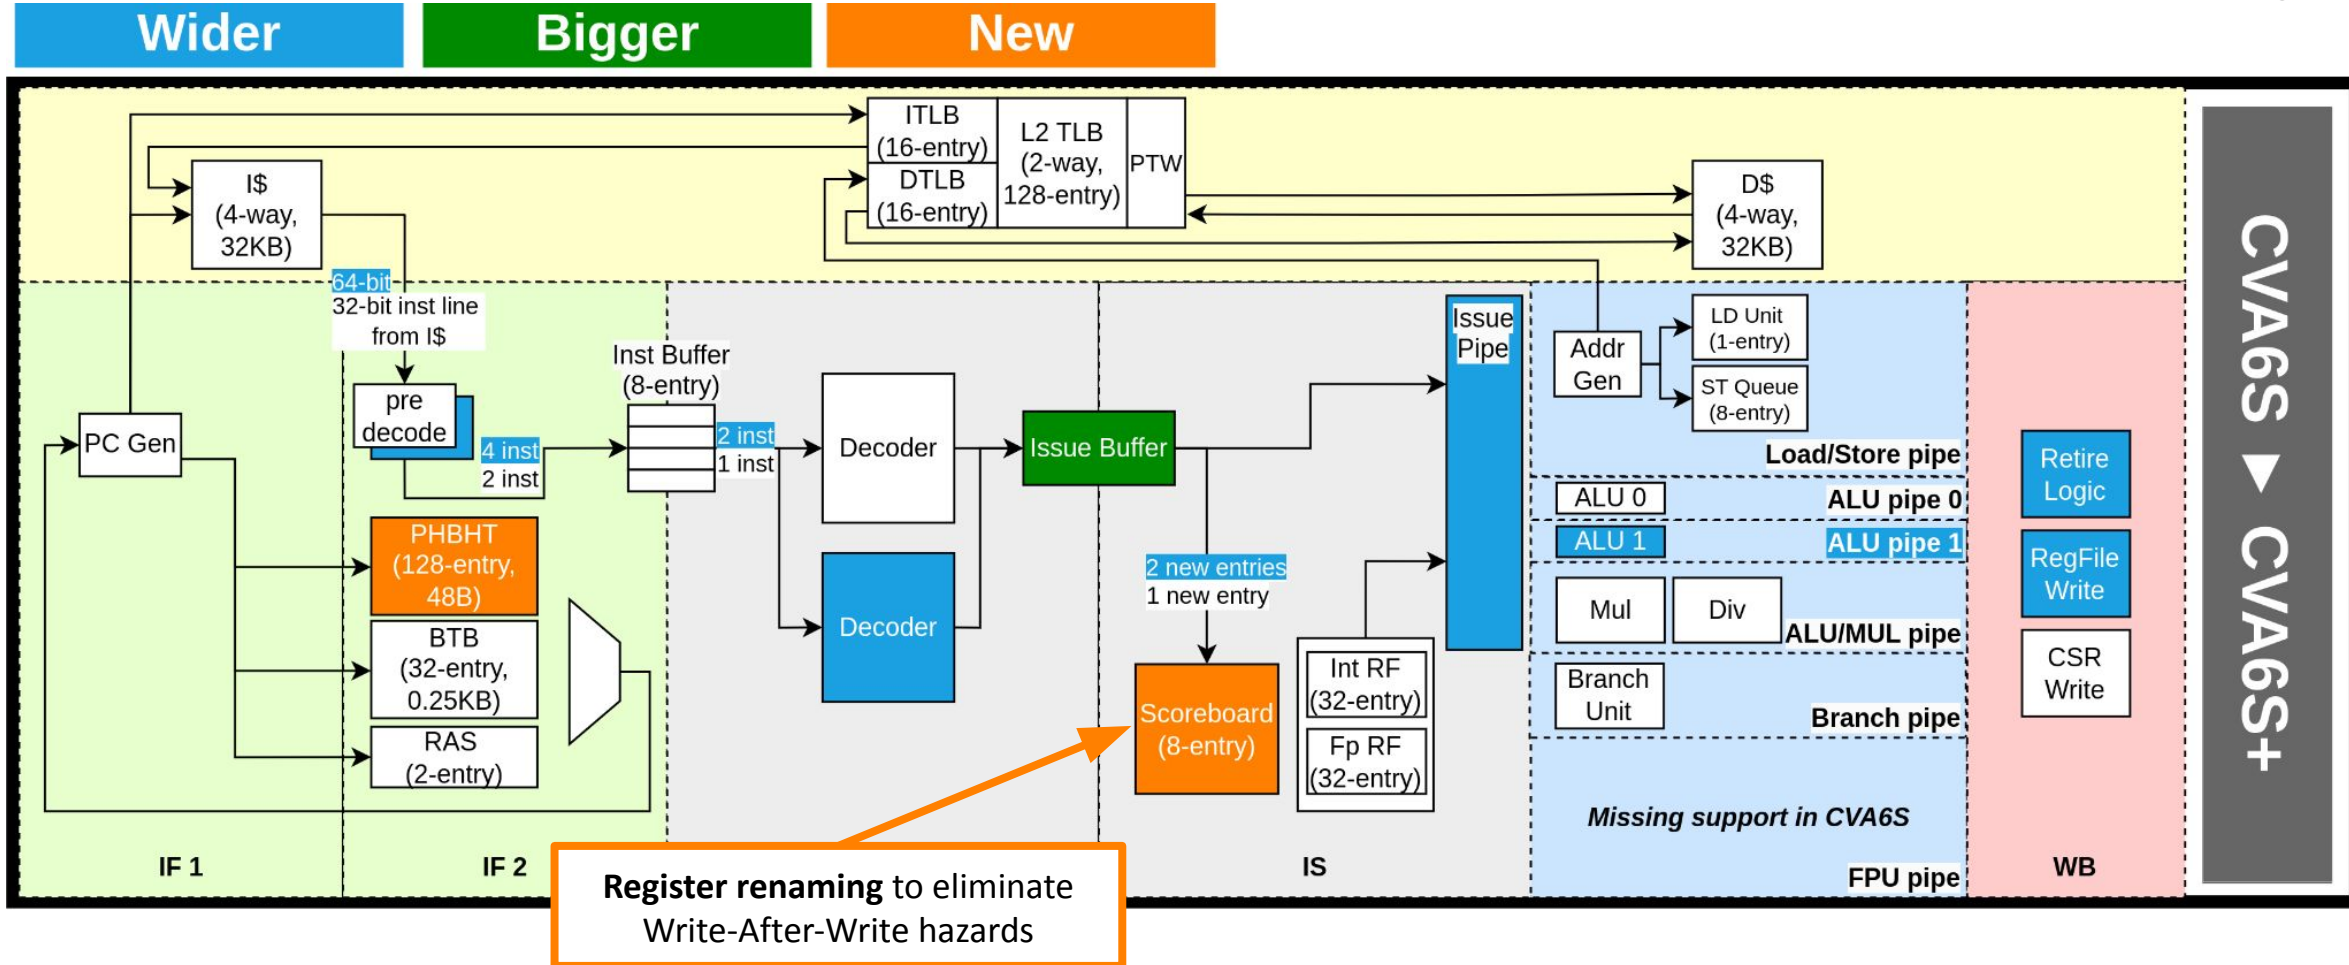 Wider
Bigger
New
ITLB
(16-entry)
DTLB
(16-entry)
L2 TLB
(2-way,
128-entry)
PTW
I$
(4-way,
32KB)
D$
(4-way,
32KB)
64-bit
32-bit inst line
from I$
PC Gen
pre
decode
4 inst
2 inst
Inst Buffer
(8-entry)
2 inst
1 inst
PHBHT
(128-entry,
48B)
BTB
(32-entry,
0.25KB)
RAS
(2-entry)
Decoder
Decoder
Issue Buffer
2 new entries
1 new entry
Scoreboard
(8-entry)
Int RF
(32-entry)
Fp RF
(32-entry)
Issue
Pipe
Addr
Gen
LD Unit
(1-entry)
ST Queue
(8-entry)
Load/Store pipe
ALU 0
ALU pipe 0
ALU 1
ALU pipe 1
Mul
Div
ALU/MUL pipe
Branch
Unit
Branch pipe
Missing support in CVA6S
FPU pipe
Retire
Logic
RegFile
Write
CSR
Write
IF 1
IF 2
IS
WB
Register renaming to eliminate
Write-After-Write hazards
CVA6S ▶ CVA6S+